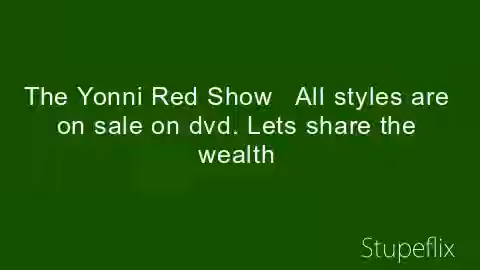 The Yonni Red Show   All styles are
on sale on dvd. Lets share the
wealth
Stupeflix